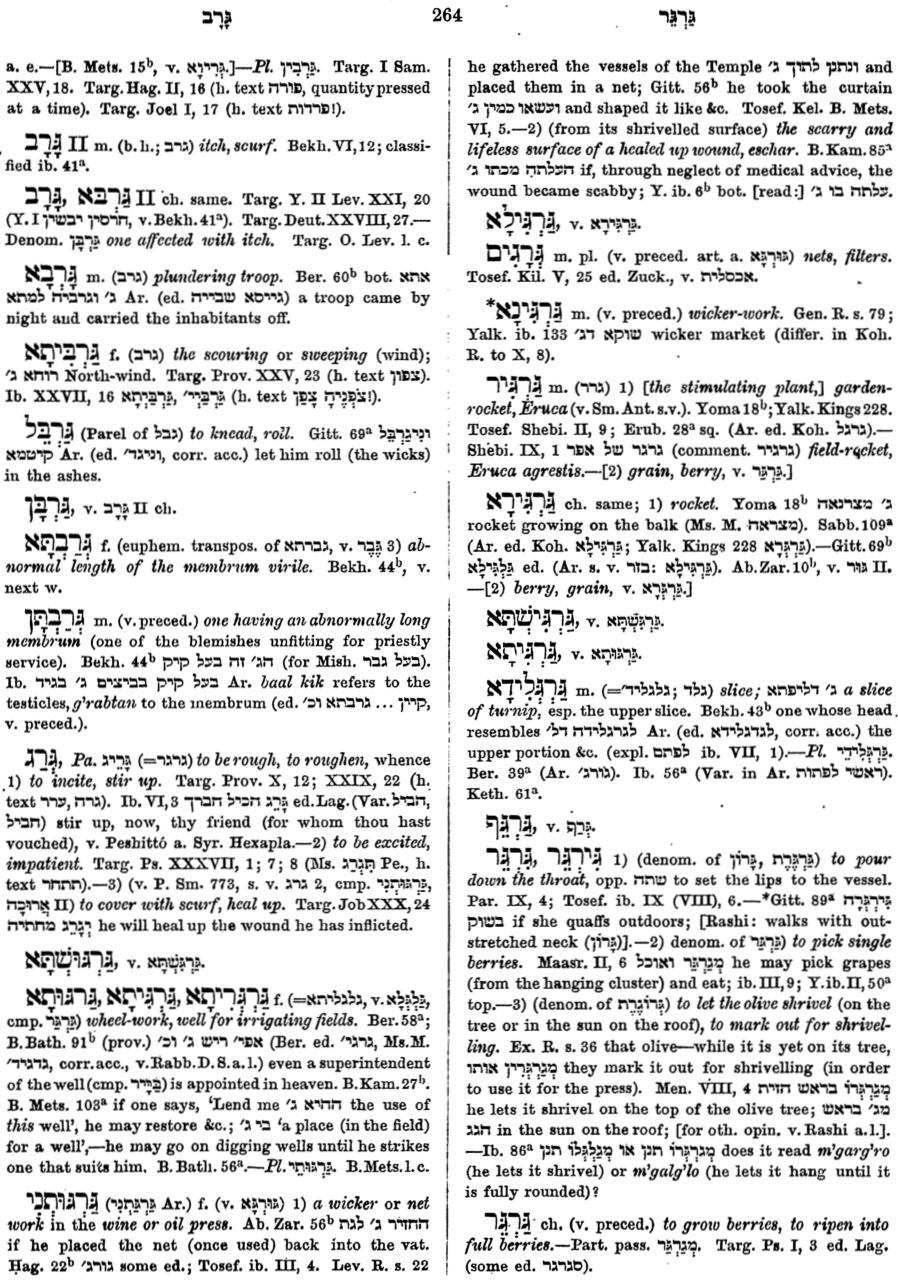 גָּרָב 264 גַּרְגֵּר
a. e.—[B. Mets. 15ᵇ, v. גְּרִיוָא.]—Pl. גַּרְבִין. Targ. I Sam.
XXV, 18. Targ. Hag. II, 16 (h. text פורה, quantity pressed
at a time). Targ. Joel I, 17 (h. text פרדות!).
גָּרָב II m. (b. h.; גרב) itch, scurf. Bekh. VI, 12; classi-
fied ib. 41ᵃ.
גַּרְבָּא, גָּרָב II ch. same. Targ. Y. II Lev. XXI, 20
(Y. I חרסין יבשין, v. Bekh. 41ᵃ). Targ. Deut. XXVIII, 27.—
Denom. גַּרְבָּן one affected with itch. Targ. O. Lev. l. c.
גַּרְבָּא m. (גרב) plundering troop. Ber. 60ᵇ bot. אתא
ג' וגרביה למתא Ar. (ed. גייסא שבייה) a troop came by
night and carried the inhabitants off.
גַּרְבִּיתָא f. (גרב) the scouring or sweeping (wind);
רוחא ג' North-wind. Targ. Prov. XXV, 23 (h. text צפון).
Ib. XXVII, 16 גַּרְבַּיי', גַּרְבֵּיתָא (h. text צְפֻנֶיהָ צָפַן!).
גַּרְבֵּל (Parel of גבל) to knead, roll. Gitt. 69ᵃ וניגַרְבֵּל
קיטמא Ar. (ed. וניגד', corr. acc.) let him roll (the wicks)
in the ashes.
גַּרְבָּן, v. גָּרָב II ch.
גְּרַבְתָּא f. (euphem. transpos. of גברתא, v. גֶּבֶר 3) ab-
normal length of the membrum virile. Bekh. 44ᵇ, v.
next w.
גְּרַבְתָּן m. (v. preced.) one having an abnormally long
membrum (one of the blemishes unfitting for priestly
service). Bekh. 44ᵇ הג' זה בעל קיק (for Mish. בעל גבר).
Ib. בעל קיק בביצים ג' בגיד Ar. baal kik refers to the
testicles, g'rabtan to the membrum (ed. קיין ... גרבתא וכ',
v. preced.).
גְּרַג, Pa. גָּרֵיג (=גרגר) to be rough, to roughen, whence
1) to incite, stir up. Targ. Prov. X, 12; XXIX, 22 (h.
text גרה, ערר). Ib. VI, 3 גָּרֵג הכיל חברך ed. Lag. (Var. חביל,
חביל) stir up, now, thy friend (for whom thou hast
vouched), v. Peshittó a. Syr. Hexapla.—2) to be excited,
impatient. Targ. Ps. XXXVII, 1; 7; 8 (Ms. תִּגְרַג Pe., h.
text תתחר).—3) (v. P. Sm. 773, s. v. גרג 2, cmp. גַּרְגּוּתְנִי,
אֲרוּכָה II) to cover with scurf, heal up. Targ. Job XXX, 24
יְגָרֵג מחתיה he will heal up the wound he has inflicted.
גַּרְגּוּשְׁתָּא, v. גַּרְגִּשְׁתָּא.
גַּרְגְּרִיתָא, גַּרְגִּיתָא, גַּרְגּוּתָא f. (=גלגליתא, v. גַּלְגְּלָא,
cmp. גַּרְגֵּר) wheel-work, well for irrigating fields. Ber. 58ᵃ;
B. Bath. 91ᵇ (prov.) אפי' ריש ג' וכ' (Ber. ed. גרגי', Ms. M.
גרגיד', corr. acc., v. Rabb. D. S. a. l.) even a superintendent
of the well (cmp. בַּיָּיר) is appointed in heaven. B. Kam. 27ᵇ.
B. Mets. 103ᵃ if one says, 'Lend me ההיא ג' the use of
this well', he may restore &c.; בי ג' 'a place (in the field)
for a well',—he may go on digging wells until he strikes
one that suits him. B. Bath. 56ᵃ.—Pl. גַּרְגּוּתֵי. B. Mets. l. c.
גַּרְגּוּתְנִי (גַּרְגַּתְנִי Ar.) f. (v. גּוּרְגָּא) 1) a wicker or net
work in the wine or oil press. Ab. Zar. 56ᵇ החזיר ג' לגת
if he placed the net (once used) back into the vat.
Hag. 22ᵇ גורג' some ed.; Tosef. ib. III, 4. Lev. R. s. 22
he gathered the vessels of the Temple ונתנן לתוך ג' and
placed them in a net; Gitt. 56ᵇ he took the curtain
ועשאו כמין ג' and shaped it like &c. Tosef. Kel. B. Mets.
VI, 5.—2) (from its shrivelled surface) the scarry and
lifeless surface of a healed up wound, eschar. B. Kam. 85ᵃ
העלתה מכתו ג' if, through neglect of medical advice, the
wound became scabby; Y. ib. 6ᵇ bot. [read:] עלתה בו ג'.
גַּרְגִּילָא, v. גַּרְגִּירָא.
גְּרָגִים m. pl. (v. preced. art. a. גּוּרְגָּא) nets, filters.
Tosef. Kil. V, 25 ed. Zuck., v. אכסלית.
*גַּרְגִּינָא m. (v. preced.) wicker-work. Gen. R. s. 79;
Yalk. ib. 133 שוקא דג' wicker market (differ. in Koh.
R. to X, 8).
גַּרְגִּיר m. (גרר) 1) [the stimulating plant,] garden-
rocket, Eruca (v. Sm. Ant. s.v.). Yoma 18ᵇ; Yalk. Kings 228.
Tosef. Shebi. II, 9; Erub. 28ᵃ sq. (Ar. ed. Koh. גרגל).—
Shebi. IX, 1 גרגר של אפר (comment. גרגיר) field-rocket,
Eruca agrestis.—[2) grain, berry, v. גַּרְגֵּר.]
גַּרְגִּירָא ch. same; 1) rocket. Yoma 18ᵇ ג' מצרנאה
rocket growing on the balk (Ms. M. מצראה). Sabb. 109ᵃ
(Ar. ed. Koh. גַּרְגִּילָא; Yalk. Kings 228 גַּרְגְּרָא).—Gitt. 69ᵇ
גַּלְגִּלָא ed. (Ar. s. v. בזר: גַּרְגִּילָא). Ab. Zar. 10ᵇ, v. גּוּר II.
—[2) berry, grain, v. גַּרְגְּרָא.]
גַּרְגִּישְׁתָּא, v. גַּרְגִּשְׁתָּא.
גַּרְגִּיתָא, v. גַּרְגּוּתָא.
גַּרְגְּלִידָא m. (=גלגליד'; גלד) slice; ג' דליפתא a slice
of turnip, esp. the upper slice. Bekh. 43ᵇ one whose head
resembles לגרגלידה דל' Ar. (ed. לגדגלידא, corr. acc.) the
upper portion &c. (expl. לפתם ib. VII, 1).—Pl. גַּרְגְּלִידֵי.
Ber. 39ᵃ (Ar. גורג'). Ib. 56ᵃ (Var. in Ar. ראשי לפתות).
Keth. 61ᵃ.
גַּרְגֵּף, v. גָּרַף.
גִּירְגֵּר, גַּרְגֵּר 1) (denom. of גָּרוֹן, גַּרְגֶּרֶת) to pour
down the throat, opp. שתה to set the lips to the vessel.
Par. IX, 4; Tosef. ib. IX (VIII), 6.—*Gitt. 89ᵃ גִּירְגְּרָה
בשוק if she quaffs outdoors; [Rashi: walks with out-
stretched neck (גָּרוֹן)].—2) denom. of גַּרְגֵּר) to pick single
berries. Maasr. II, 6 מְגַרְגֵּר ואוכל he may pick grapes
(from the hanging cluster) and eat; ib. III, 9; Y. ib. II, 50ᵃ
top.—3) (denom. of גְּרוֹגֶרֶת) to let the olive shrivel (on the
tree or in the sun on the roof), to mark out for shrivel-
ling. Ex. R. s. 36 that olive—while it is yet on its tree,
מְגַרְגְּרִין אותו they mark it out for shrivelling (in order
to use it for the press). Men. VIII, 4 מְגַרְגְּרוֹ בראש הזית
he lets it shrivel on the top of the olive tree; מג' בראש
הגג in the sun on the roof; [for oth. opin. v. Rashi a. l.].
—Ib. 86ᵃ מְגַרְגְּרוֹ תנן או מְגַלְגְּלוֹ תנן does it read m'garg'ro
(he lets it shrivel) or m'galg'lo (he lets it hang until it
is fully rounded)?
גַּרְגֵּר ch. (v. preced.) to grow berries, to ripen into
full berries.—Part. pass. מְגַרְגַּר. Targ. Ps. I, 3 ed. Lag.
(some ed. סגרגר).